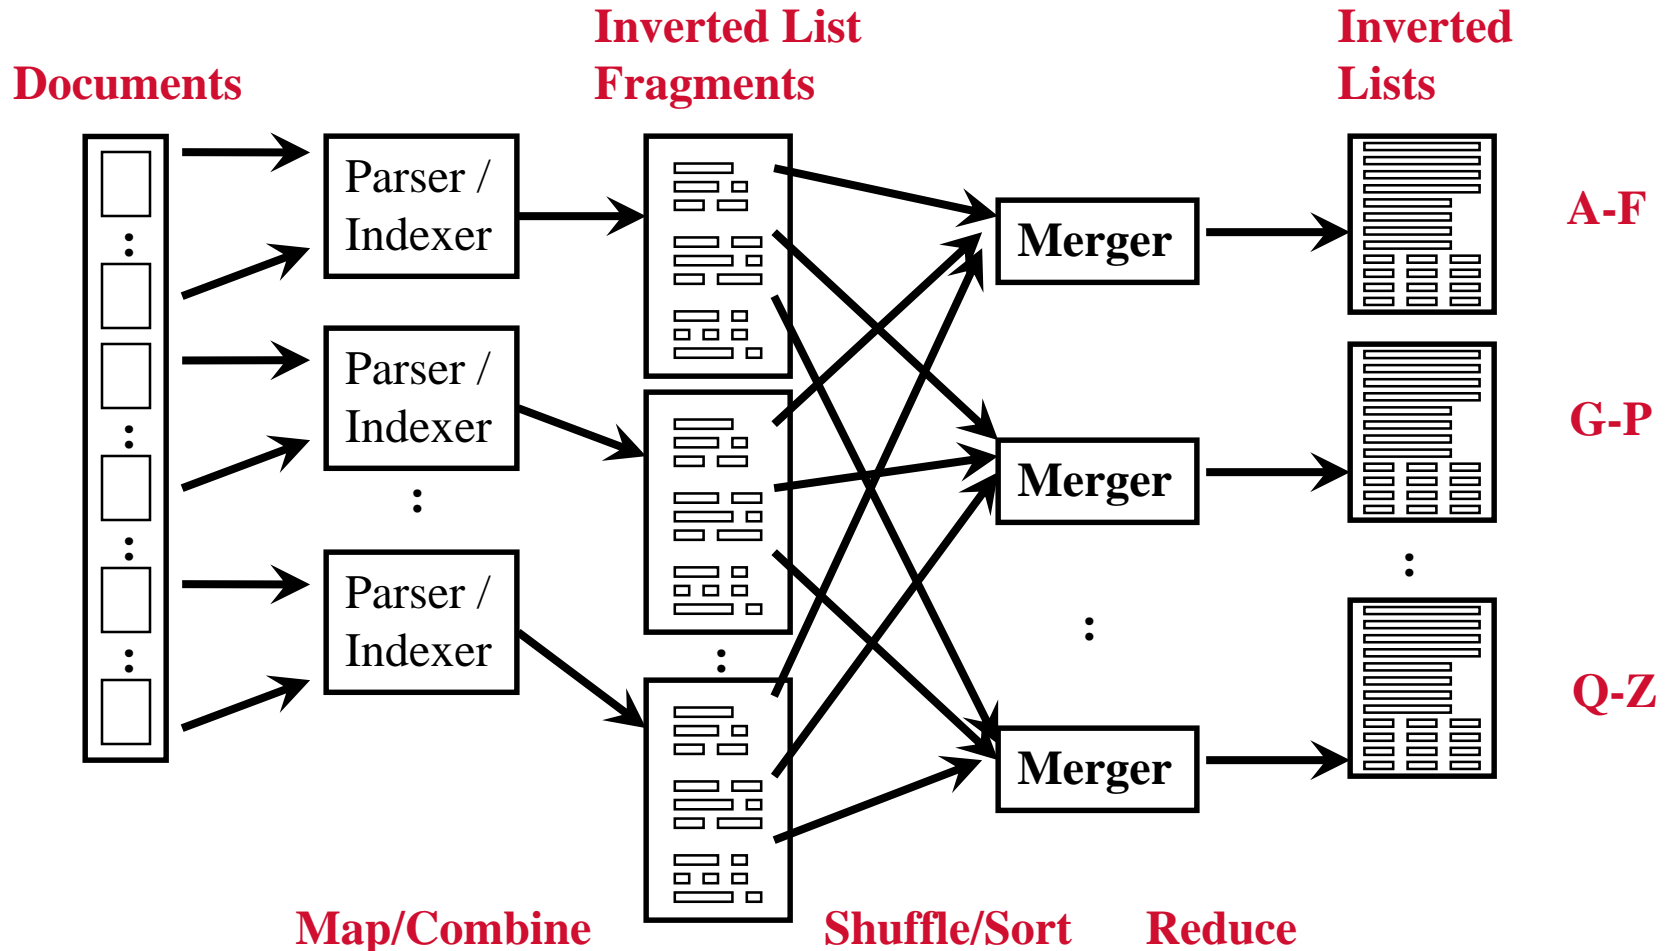 Documents
Inverted List
Fragments
Inverted
Lists
Parser /
Indexer
Parser /
Indexer
:
Parser /
Indexer
:
Merger
Merger
:
Merger
A-F
G-P
:
Q-Z
Map/Combine
Shuffle/Sort
Reduce